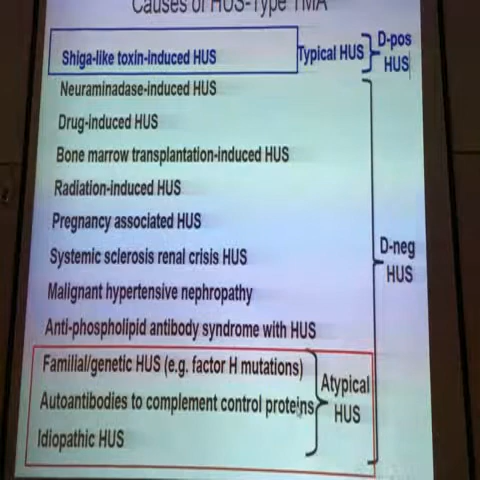 Causes of HUS-Type TMA
Shiga-like toxin-induced HUS
Typical HUS
D-pos
HUS
Neuraminadase-induced HUS
Drug-induced HUS
Bone marrow transplantation-induced HUS
Radiation-induced HUS
Pregnancy associated HUS
Systemic sclerosis renal crisis HUS
Malignant hypertensive nephropathy
Anti-phospholipid antibody syndrome with HUS
D-neg
HUS
Familial/genetic HUS (e.g. factor H mutations)
Autoantibodies to complement control proteins
Idiopathic HUS
Atypical
HUS